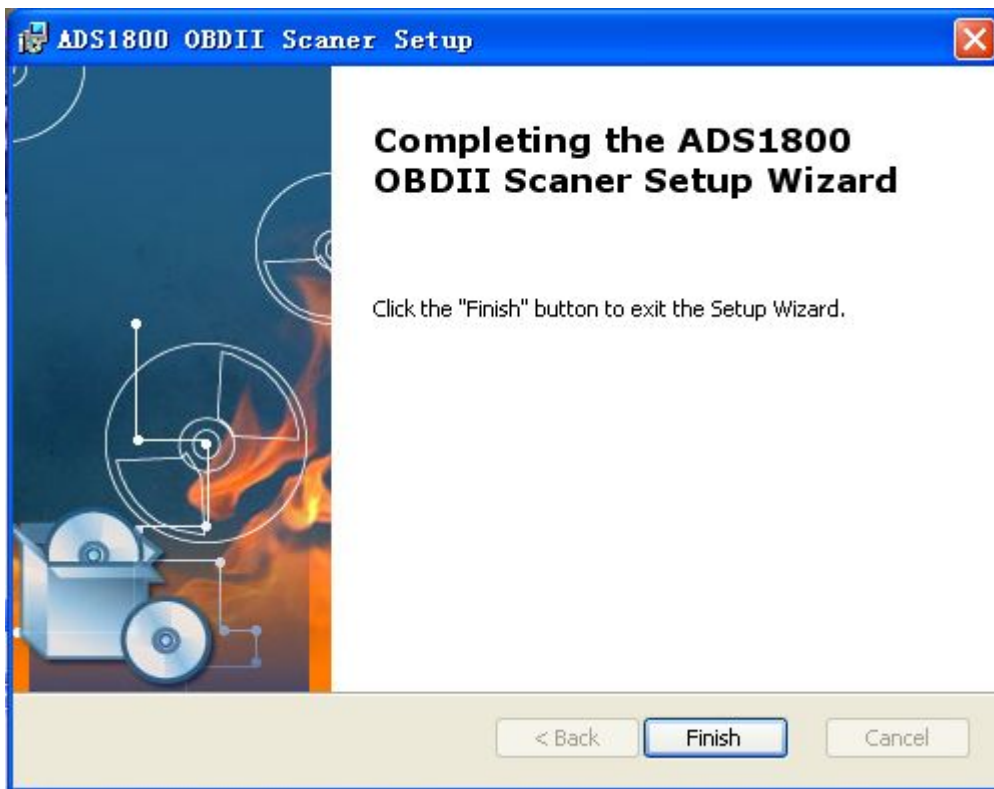 ADS1800 OBDII Scaner Setup
Completing the ADS1800
OBDII Scaner Setup Wizard
Click the "Finish" button to exit the Setup Wizard.
< Back Finish Cancel